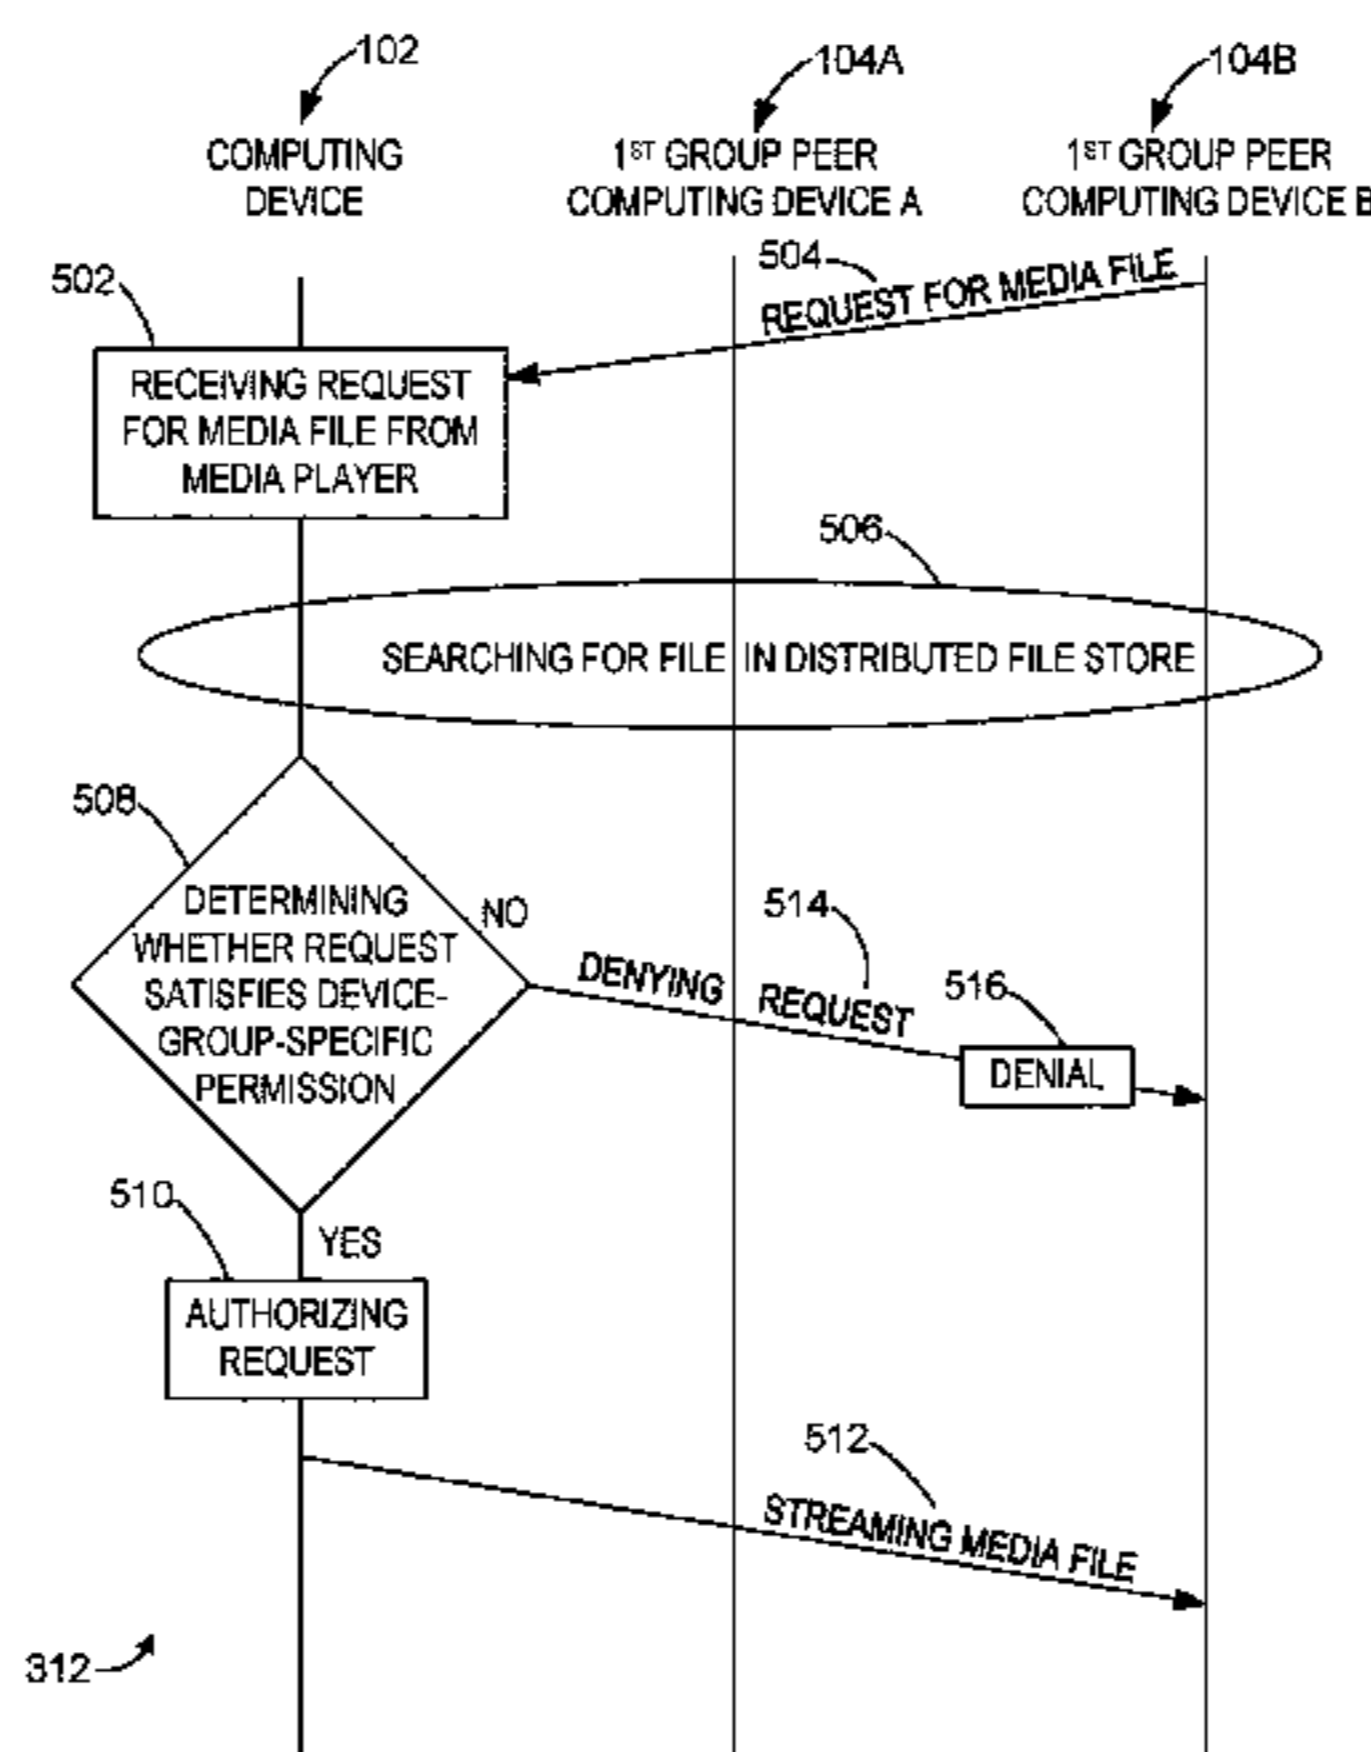 102
104A
104B
COMPUTING
DEVICE
1ST GROUP PEER
COMPUTING DEVICE A
1ST GROUP PEER
COMPUTING DEVICE B
502
504
REQUEST FOR MEDIA FILE
RECEIVING REQUEST
FOR MEDIA FILE FROM
MEDIA PLAYER
506
SEARCHING FOR FILE IN DISTRIBUTED FILE STORE
508
DETERMINING
WHETHER REQUEST
SATISFIES DEVICE-
GROUP-SPECIFIC
PERMISSION
NO
514
DENYING REQUEST
516
DENIAL
510
YES
AUTHORIZING
REQUEST
512
STREAMING MEDIA FILE
312